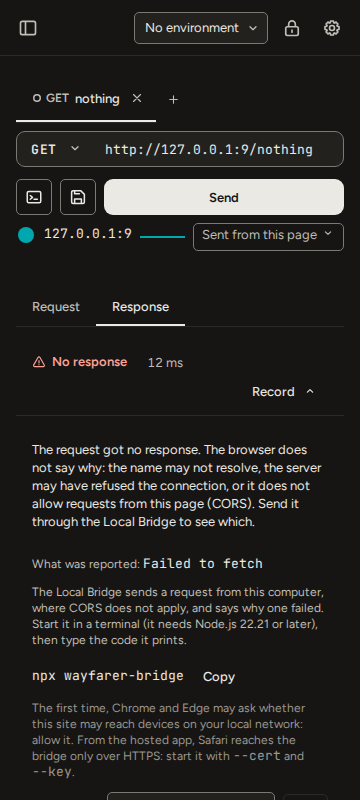 No environment
GET nothing
GET http://127.0.0.1:9/nothing
Send
127.0.0.1:9 Sent from this page
Request Response
No response 12 ms
Record
The request got no response. The browser does
not say why: the name may not resolve, the server
may have refused the connection, or it does not
allow requests from this page (CORS). Send it
through the Local Bridge to see which.
What was reported: Failed to fetch
The Local Bridge sends a request from this computer,
where CORS does not apply, and says why one failed.
Start it in a terminal (it needs Node.js 22.21 or later),
then type the code it prints.
npx wayfarer-bridge Copy
The first time, Chrome and Edge may ask whether
this site may reach devices on your local network:
allow it. From the hosted app, Safari reaches the
bridge only over HTTPS: start it with --cert and
--key.